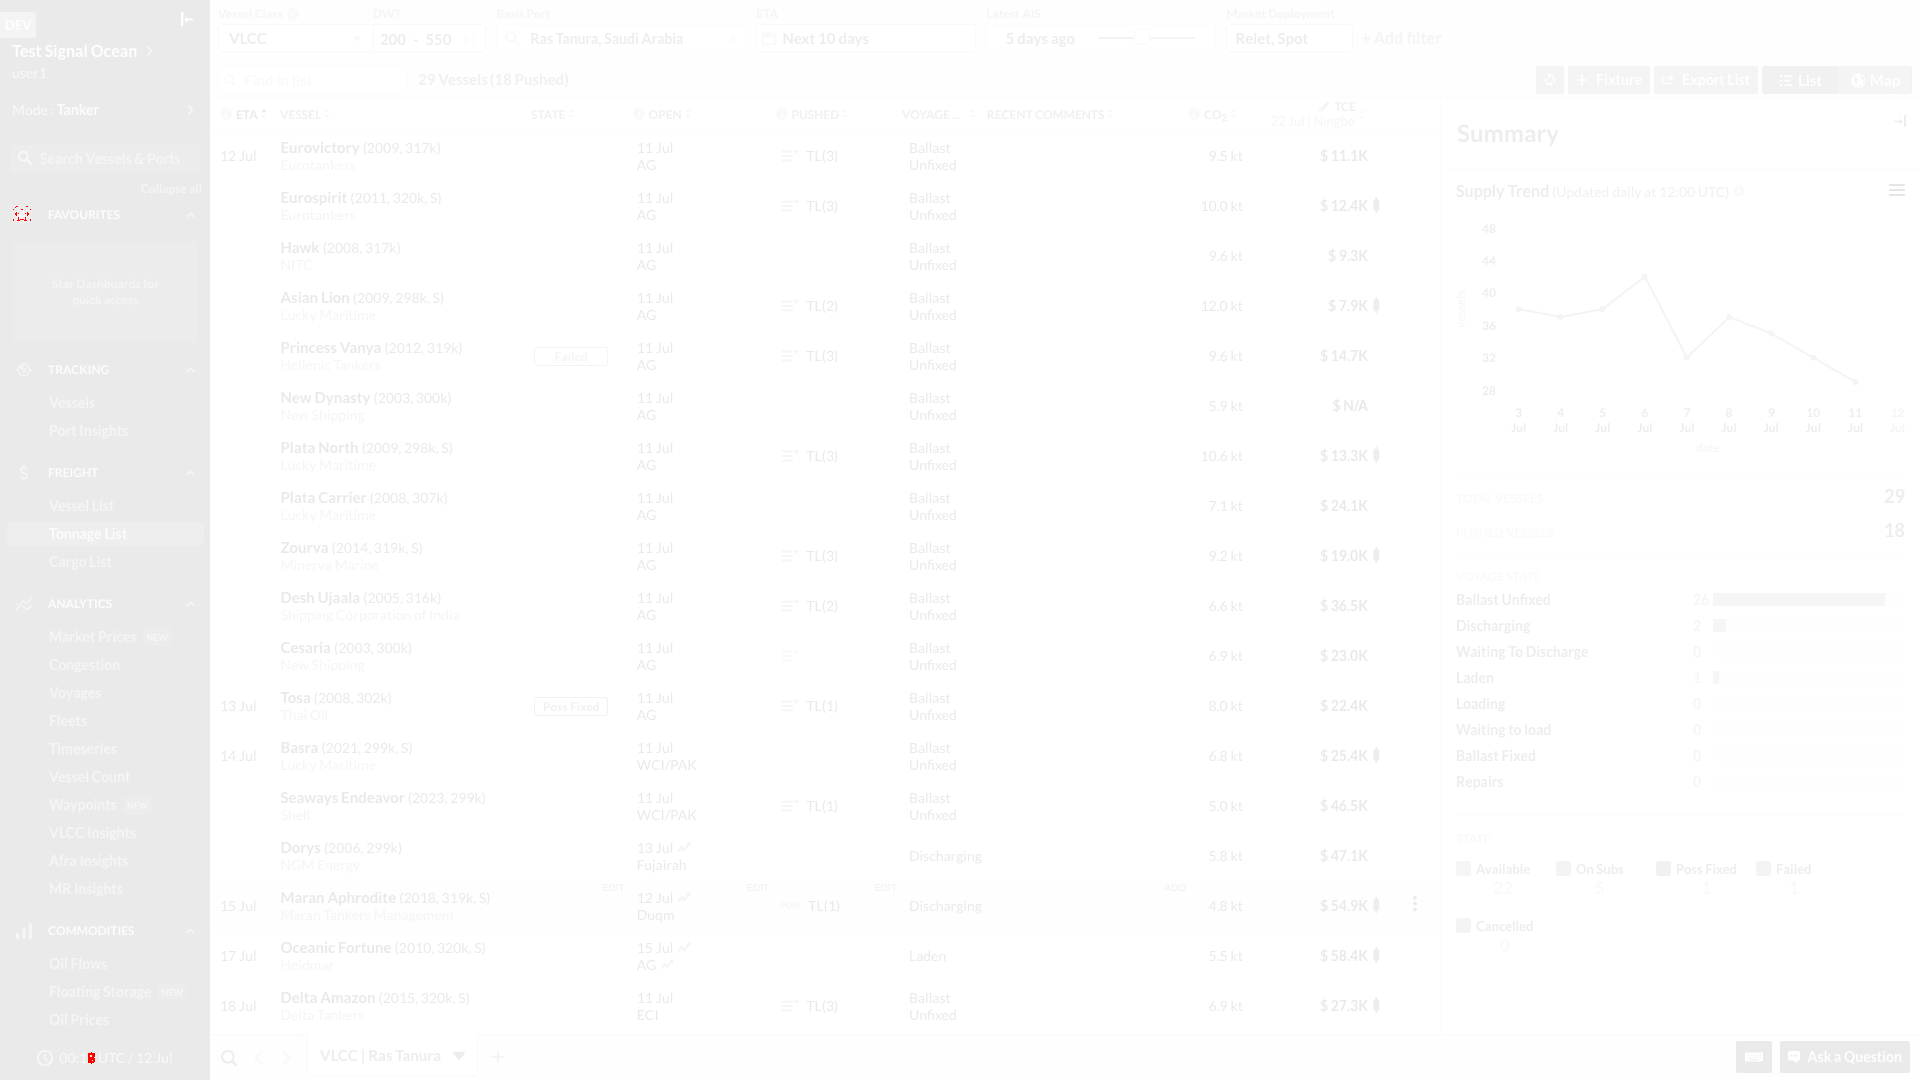 DEV
Test Signal Ocean
user1
Mode : Tanker
Search Vessels & Ports
Collapse all
FAVOURITES
Star Dashboards for
quick access
TRACKING
Vessels
Port Insights
FREIGHT
Vessel List
Tonnage List
Cargo List
ANALYTICS
Market Prices NEW
Congestion
Voyages
Fleets
Timeseries
Vessel Count
Waypoints NEW
VLCC Insights
Afra Insights
MR Insights
COMMODITIES
Oil Flows
Floating Storage NEW
Oil Prices
UTC / 12 Jul
Vessel Class DWT Basis Port ETA Latest AIS Market Deployment
VLCC 200 - 550 Ras Tanura, Saudi Arabia Next 10 days 5 days ago Relet, Spot + Add filter
Find in list 29 Vessels (18 Pushed) + Fixture Export List List Map
ETA VESSEL STATE OPEN PUSHED VOYAGE... RECENT COMMENTS CO2 TCE
22 Jul | Ningbo
12 Jul Eurovictory (2009, 317k) 11 Jul TL(3) Ballast 9.5 kt $ 11.1K
Eurotankers AG Unfixed
Eurospirit (2011, 320k, S) 11 Jul TL(3) Ballast 10.0 kt $ 12.4K
Eurotankers AG Unfixed
Hawk (2008, 317k) 11 Jul Ballast 9.6 kt $ 9.3K
NITC AG Unfixed
Asian Lion (2009, 298k, S) 11 Jul TL(2) Ballast 12.0 kt $ 7.9K
Lucky Maritime AG Unfixed
Princess Vanya (2012, 319k) Failed 11 Jul TL(3) Ballast 9.6 kt $ 14.7K
Hellenic Tankers AG Unfixed
New Dynasty (2003, 300k) 11 Jul Ballast 5.9 kt $ N/A
New Shipping AG Unfixed
Plata North (2009, 298k, S) 11 Jul TL(3) Ballast 10.6 kt $ 13.3K
Lucky Maritime AG Unfixed
Plata Carrier (2008, 307k) 11 Jul Ballast 7.1 kt $ 24.1K
Lucky Maritime AG Unfixed
Zourva (2014, 319k, S) 11 Jul TL(3) Ballast 9.2 kt $ 19.0K
Minerva Marine AG Unfixed
Desh Ujaala (2005, 316k) 11 Jul TL(2) Ballast 6.6 kt $ 36.5K
Shipping Corporation of India AG Unfixed
Cesaria (2003, 300k) 11 Jul Ballast 6.9 kt $ 23.0K
New Shipping AG Unfixed
13 Jul Tosa (2008, 302k) Poss Fixed 11 Jul TL(1) Ballast 8.0 kt $ 22.4K
Thai Oil AG Unfixed
14 Jul Basra (2021, 299k, S) 11 Jul Ballast 6.8 kt $ 25.4K
Lucky Maritime WCI/PAK Unfixed
Seaways Endeavor (2023, 299k) 11 Jul TL(1) Ballast 5.0 kt $ 46.5K
Shell WCI/PAK Unfixed
Dorys (2006, 299k) 13 Jul Discharging 5.8 kt $ 47.1K
NGM Energy Fujairah
EDIT EDIT EDIT ADD
15 Jul Maran Aphrodite (2018, 319k, S) 12 Jul TL(1) Discharging 4.8 kt $ 54.9K
Maran Tankers Management Duqm
17 Jul Oceanic Fortune (2010, 320k, S) 15 Jul Laden 5.5 kt $ 58.4K
Heidmar AG
18 Jul Delta Amazon (2015, 320k, S) 11 Jul TL(3) Ballast 6.9 kt $ 27.3K
Delta Tankers ECI Unfixed
VLCC | Ras Tanura +
Summary
Supply Trend (Updated daily at 12:00 UTC)
48
44
40
36
32
28
vessels
3 4 5 6 7 8 9 10 11 12
Jul Jul Jul Jul Jul Jul Jul Jul Jul Jul
date
TOTAL VESSELS 29
PUSHED VESSELS 18
VOYAGE STATE
Ballast Unfixed 26
Discharging 2
Waiting To Discharge 0
Laden 1
Loading 0
Waiting to load 0
Ballast Fixed 0
Repairs 0
STATE
Available On Subs Poss Fixed Failed
22 5 1 1
Cancelled
0
Ask a Question